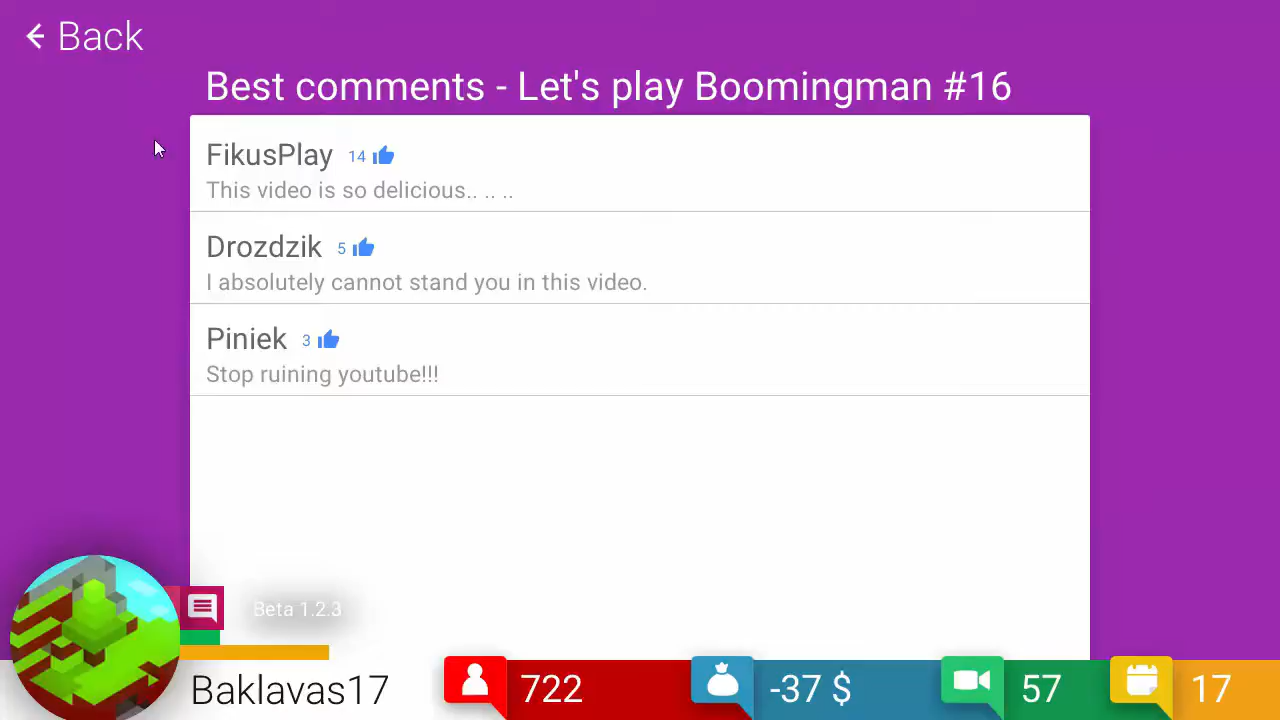 Back
Best comments - Let's play Boomingman #16
FikusPlay 14
This video is so delicious.. .. ..
Drozdzik 5
I absolutely cannot stand you in this video.
Piniek 3
Stop ruining youtube!!!
Beta 1.2.3
Baklavas17
722
-37 $
57
17